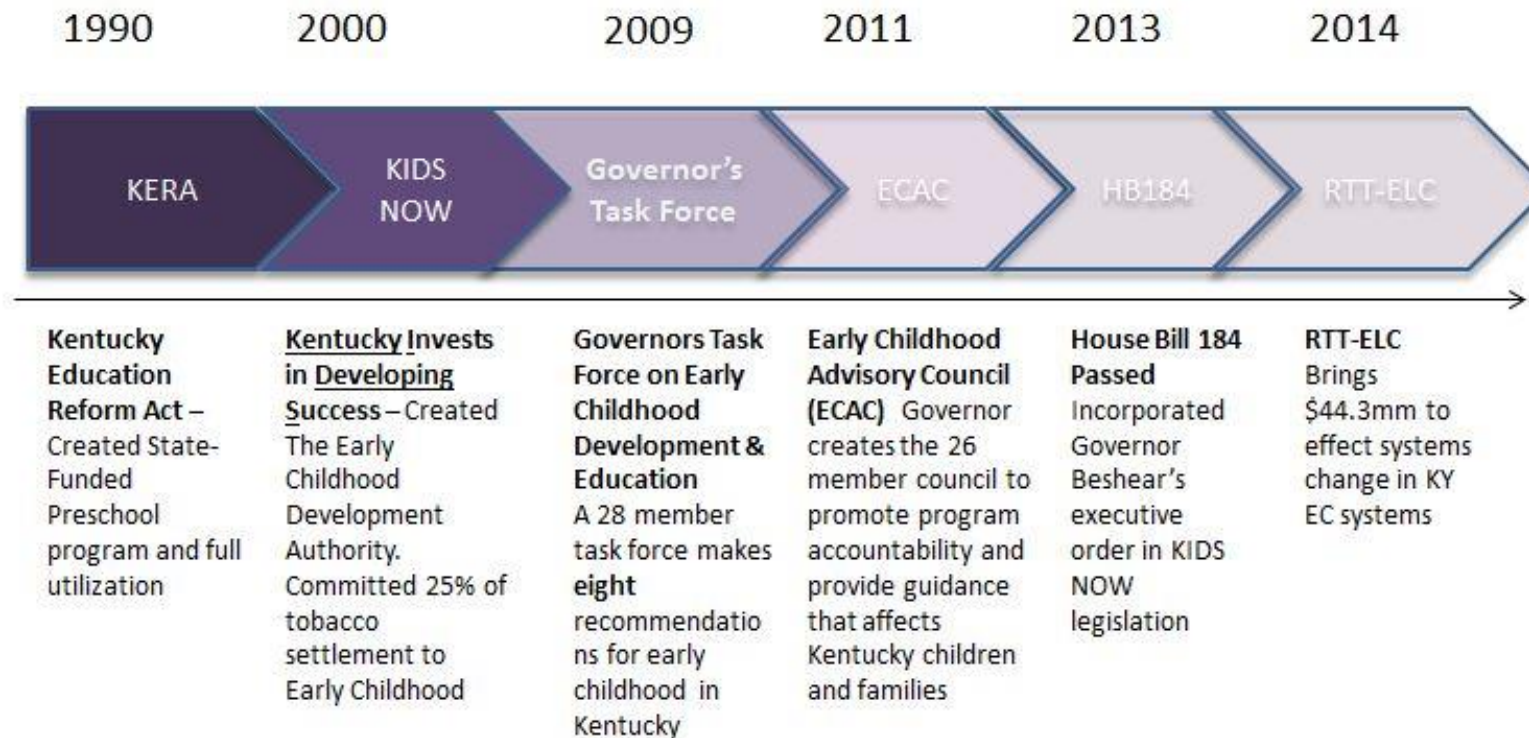 1990
2000
2009
2011
2013
2014
KERA
KIDS
NOW
Governor's
Task Force
ECAC
HB184
RTT-ELC
Kentucky
Education
Reform Act –
Created State-
Funded
Preschool
program and full
utilization
Kentucky Invests
in Developing
Success – Created
The Early
Childhood
Development
Authority.
Committed 25% of
tobacco
settlement to
Early Childhood
Governors Task
Force on Early
Childhood
Development &
Education
A 28 member
task force makes
eight
recommendatio
ns for early
childhood in
Kentucky
Early Childhood
Advisory Council
(ECAC) Governor
creates the 26
member council to
promote program
accountability and
provide guidance
that affects
Kentucky children
and families
House Bill 184
Passed
Incorporated
Governor
Beshear's
executive
order in KIDS
NOW
legislation
RTT-ELC
Brings
$44.3mm to
effect systems
change in KY
EC systems